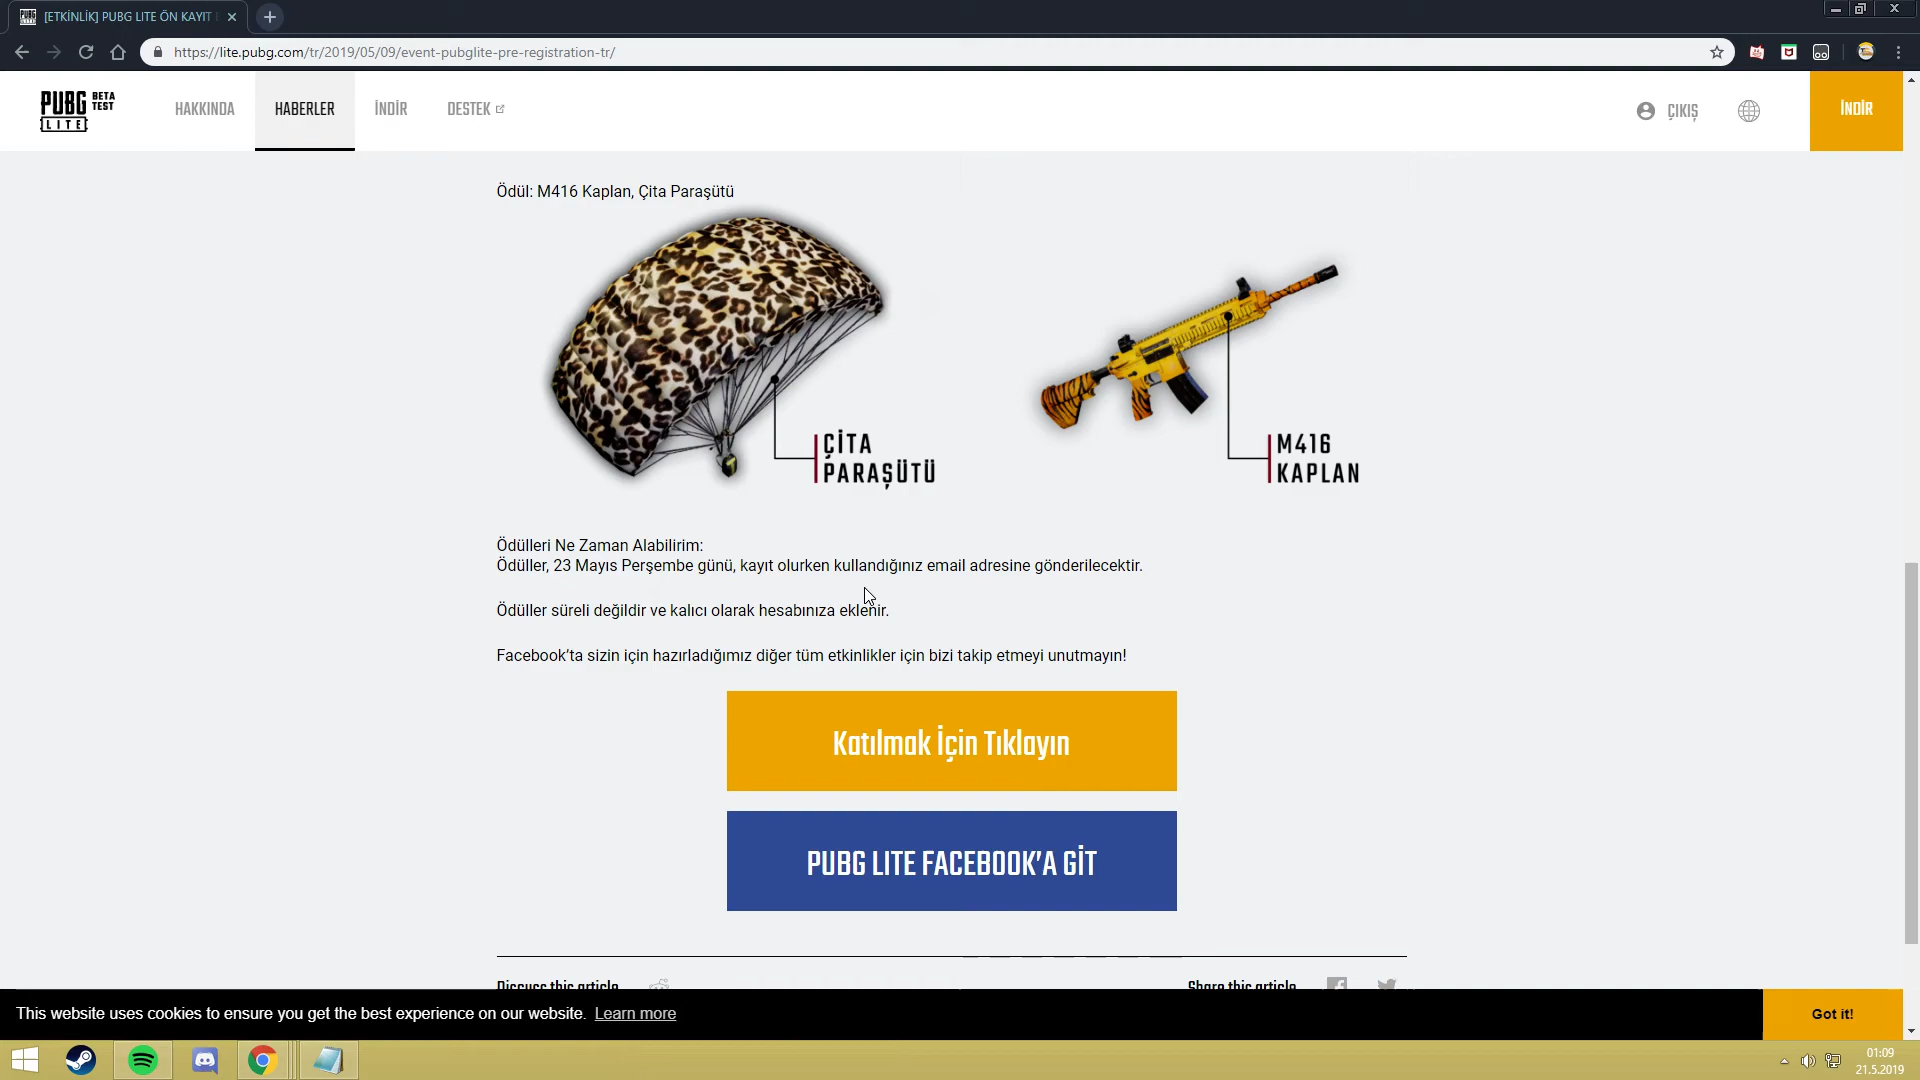 [ETKİNLİK] PUBG LITE ÖN KAYIT
https://lite.pubg.com/tr/2019/05/09/event-pubglite-pre-registration-tr/
PUBG BETA TEST
LITE
HAKKINDA
HABERLER
İNDİR
DESTEK
ÇIKIŞ
İNDİR
Ödül: M416 Kaplan, Çita Paraşütü
ÇİTA
PARAŞÜTÜ
M416
KAPLAN
Ödülleri Ne Zaman Alabilirim:
Ödüller, 23 Mayıs Perşembe günü, kayıt olurken kullandığınız email adresine gönderilecektir.
Ödüller süreli değildir ve kalıcı olarak hesabınıza eklenir.
Facebook’ta sizin için hazırladığımız diğer tüm etkinlikler için bizi takip etmeyi unutmayın!
Katılmak İçin Tıklayın
PUBG LITE FACEBOOK’A GİT
Discuss this article
Share this article
This website uses cookies to ensure you get the best experience on our website. Learn more
Got it!
01:09
21.5.2019